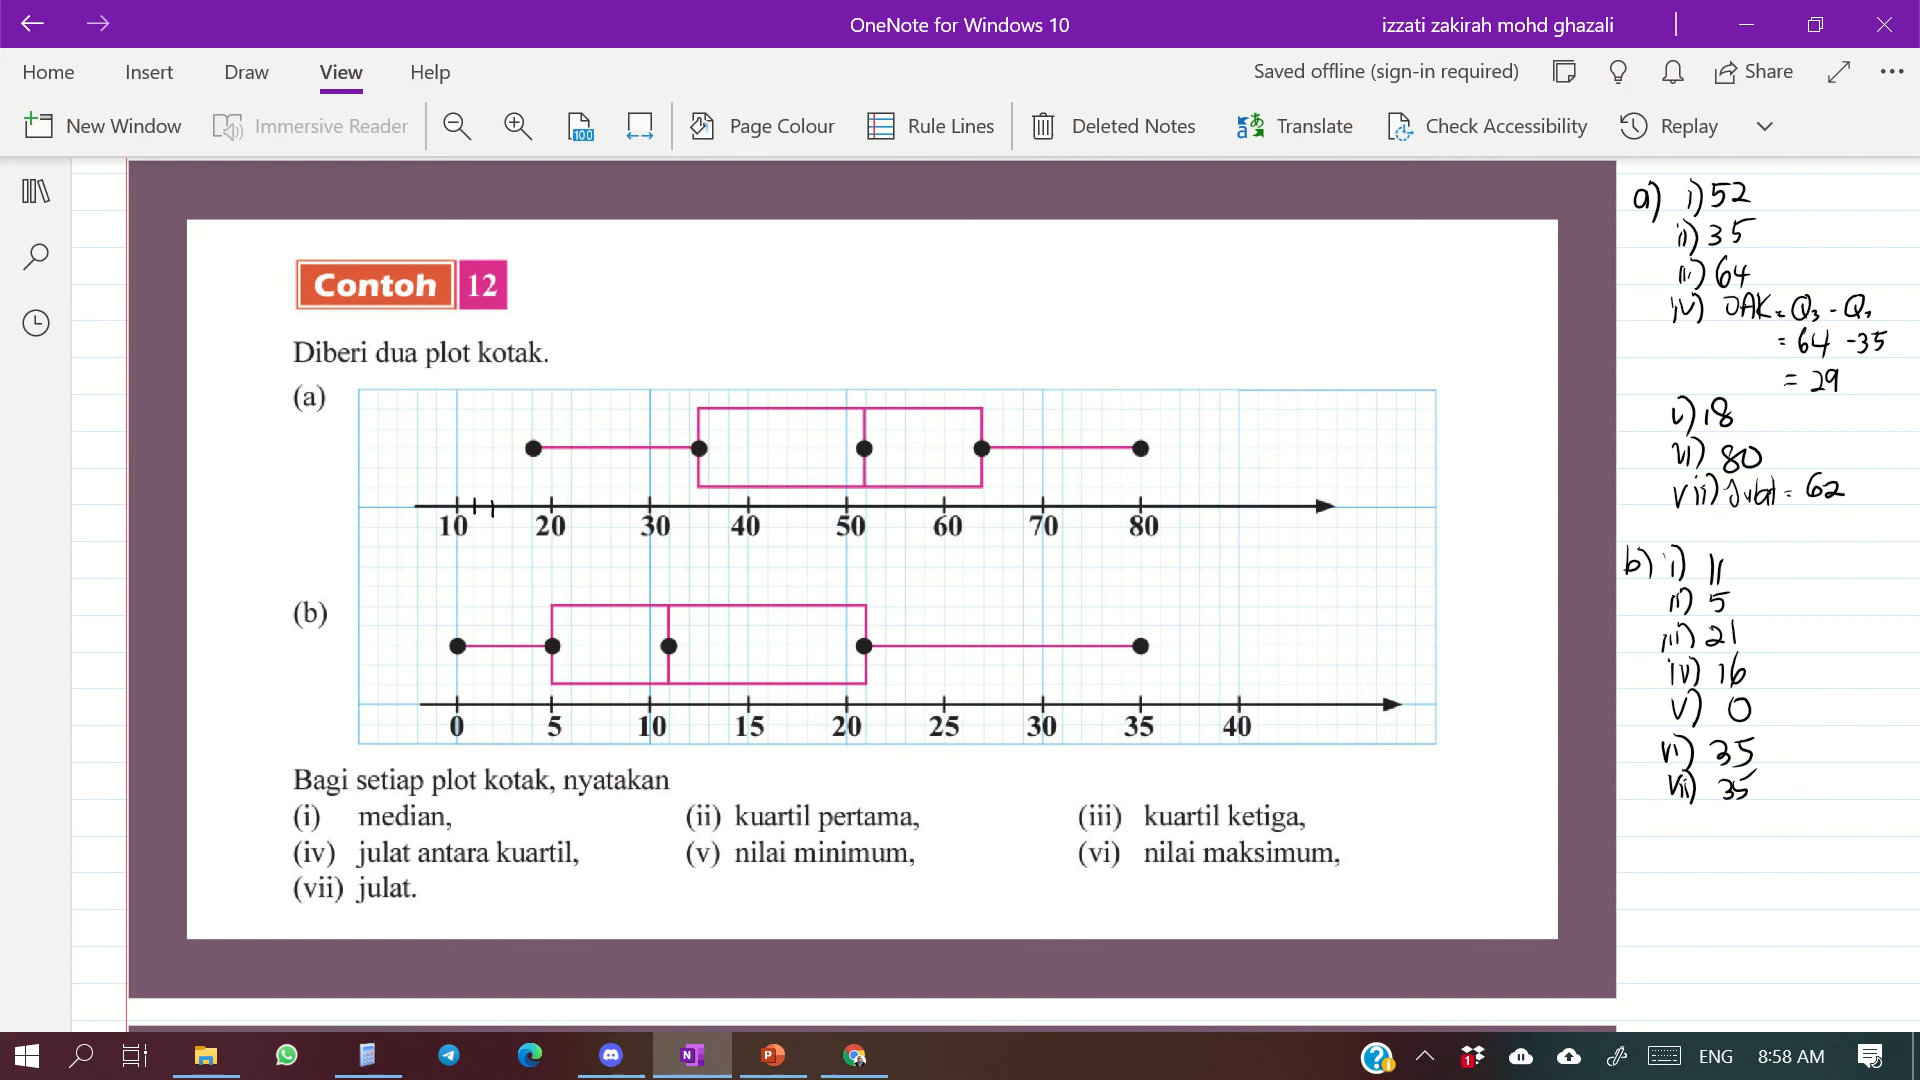 OneNote for Windows 10
izzati zakirah mohd ghazali
Home Insert Draw View Help
Saved offline (sign-in required) Share
New Window Immersive Reader 100 Page Colour Rule Lines Deleted Notes Translate Check Accessibility Replay
Contoh 12
Diberi dua plot kotak.
(a)
10 20 30 40 50 60 70 80
(b)
0 5 10 15 20 25 30 35 40
Bagi setiap plot kotak, nyatakan
(i) median, (ii) kuartil pertama, (iii) kuartil ketiga,
(iv) julat antara kuartil, (v) nilai minimum, (vi) nilai maksimum,
(vii) julat.
a) i) 52
ii) 35
iii) 64
iv) JAK = Q3 - Q1
= 64 - 35
= 29
v) 18
vi) 80
vii) Julat = 62
b) i) 11
ii) 5
iii) 21
iv) 16
v) 0
vi) 35
vii) 35
ENG 8:58 AM